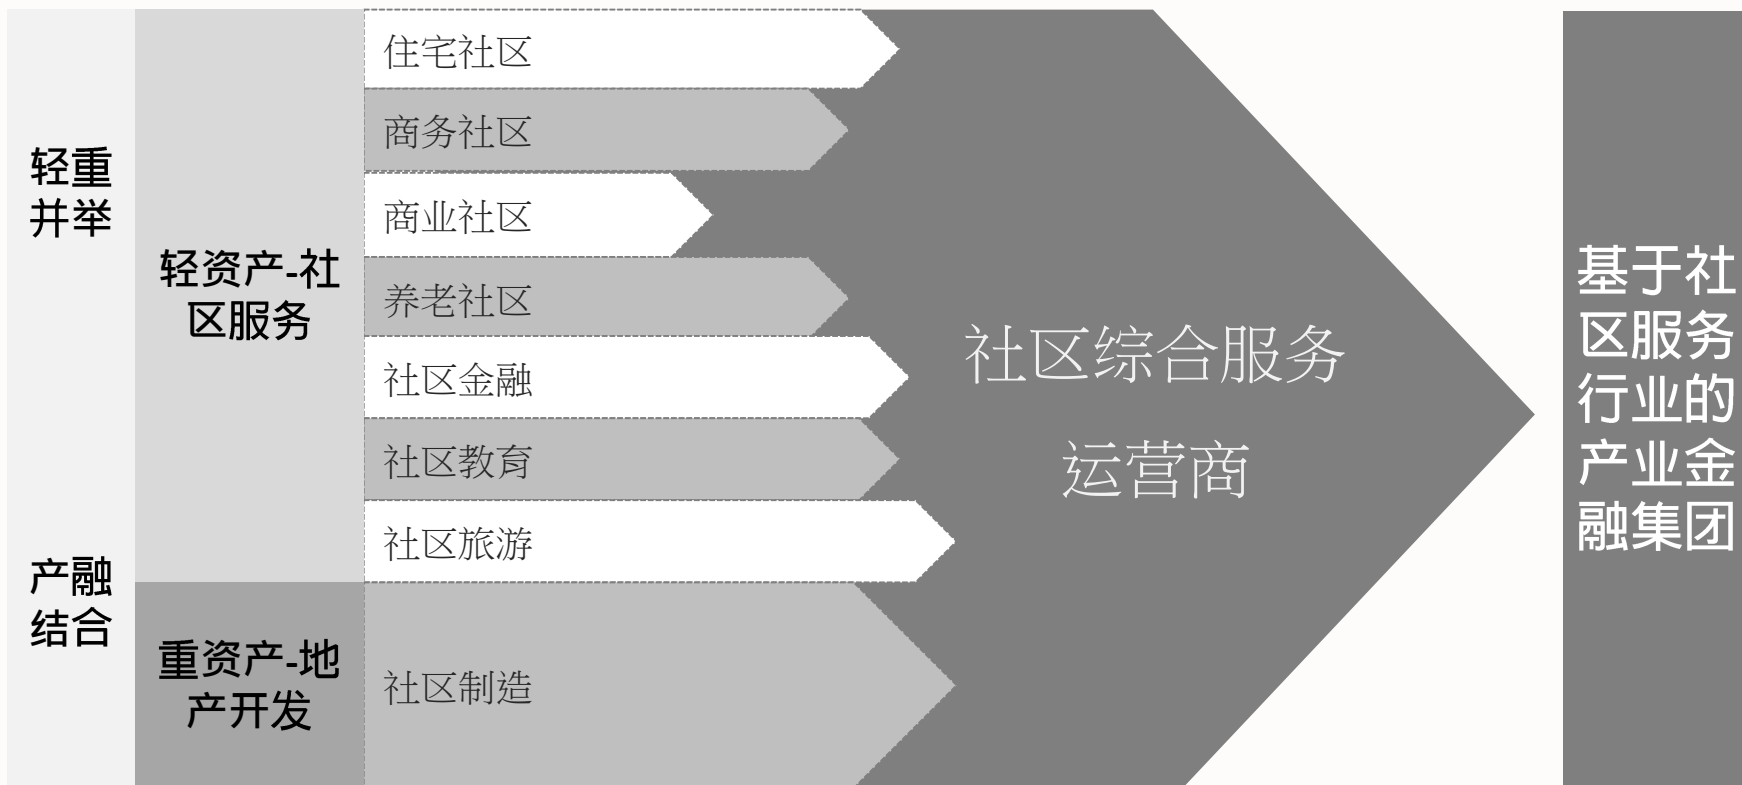 轻重
并举
产融
结合
轻资产-社
区服务
重资产-地
产开发
住宅社区
商务社区
商业社区
养老社区
社区金融
社区教育
社区旅游
社区制造
社区综合服务
运营商
基于社
区服务
行业的
产业金
融集团